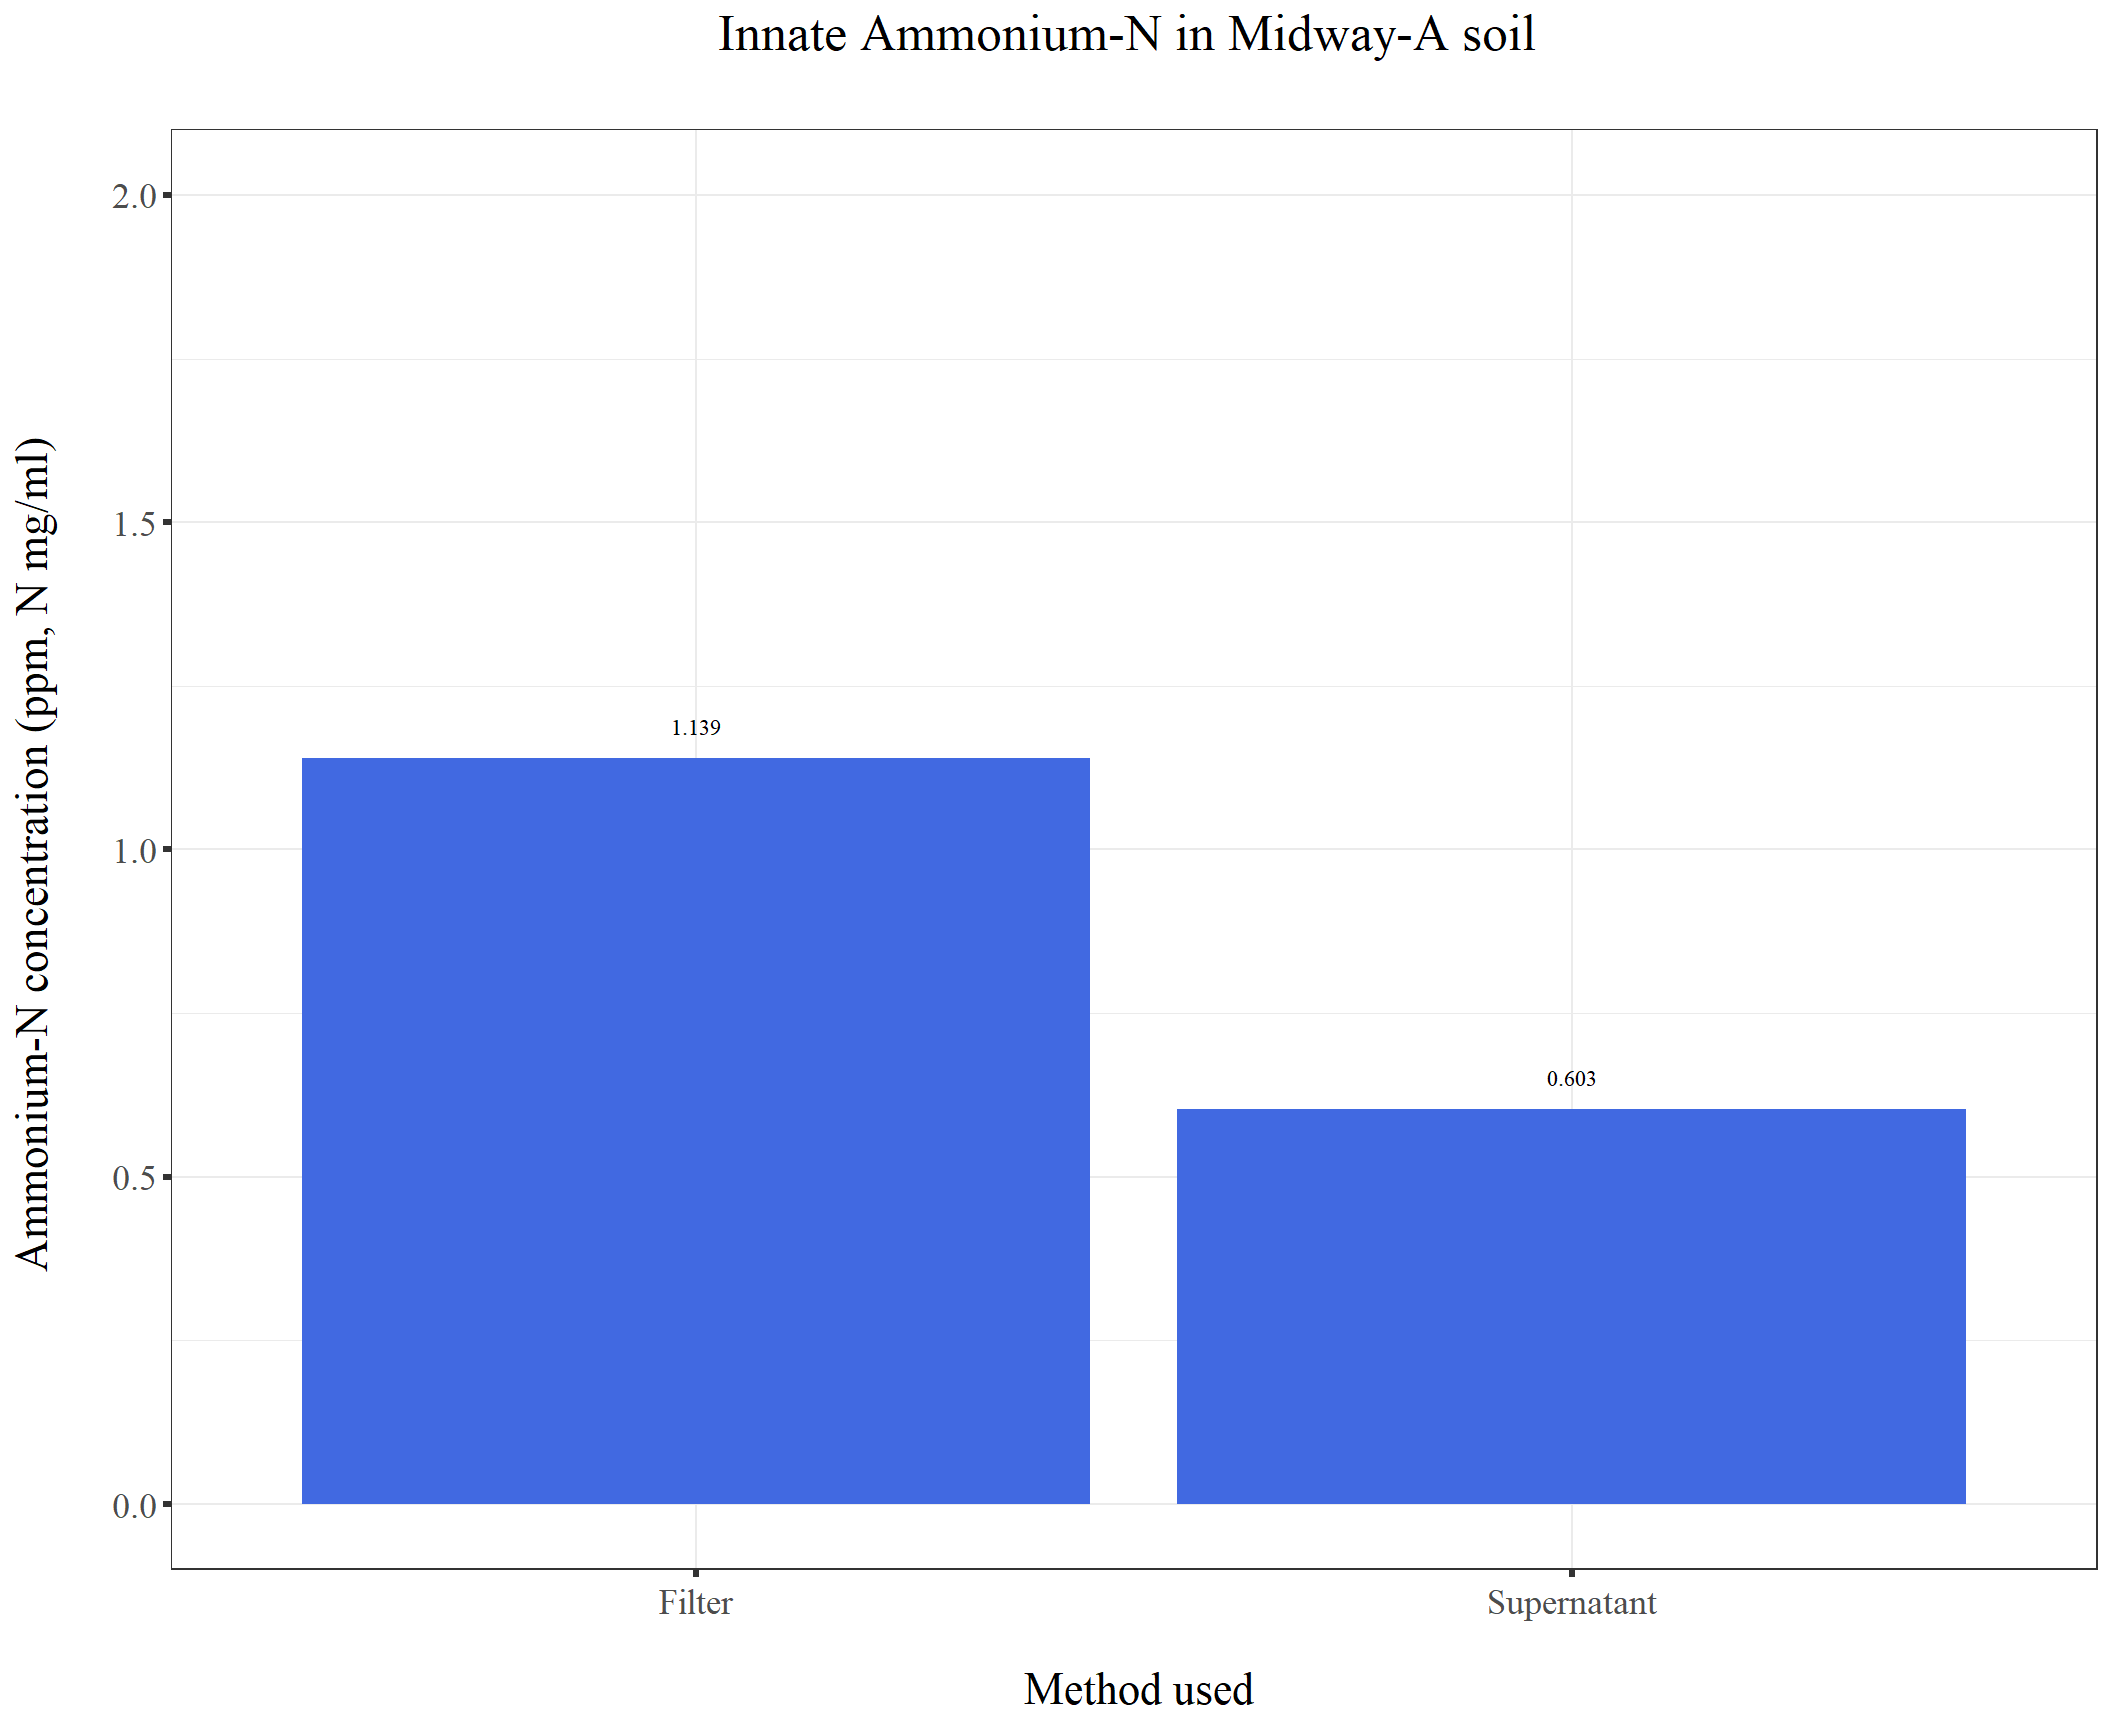 Innate Ammonium-N in Midway-A soil
Ammonium-N concentration (ppm, N mg/ml)
2.0
1.5
1.0
0.5
0.0
1.139
0.603
Filter
Supernatant
Method used